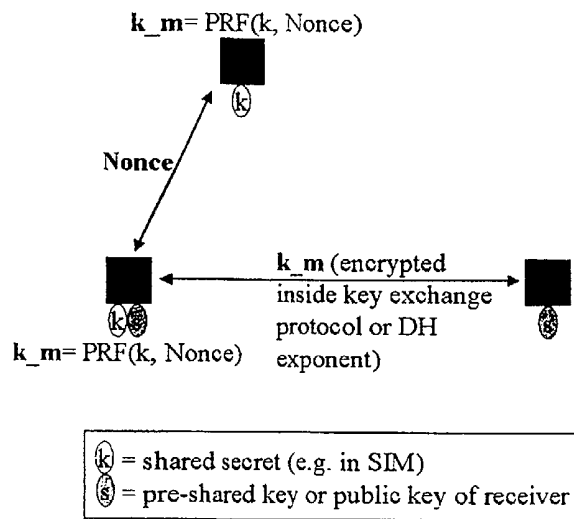 k_m= PRF(k, Nonce)
k
Nonce
k_m (encrypted
inside key exchange
protocol or DH
exponent)
k s
s
k_m= PRF(k, Nonce)
k = shared secret (e.g. in SIM)
s = pre-shared key or public key of receiver